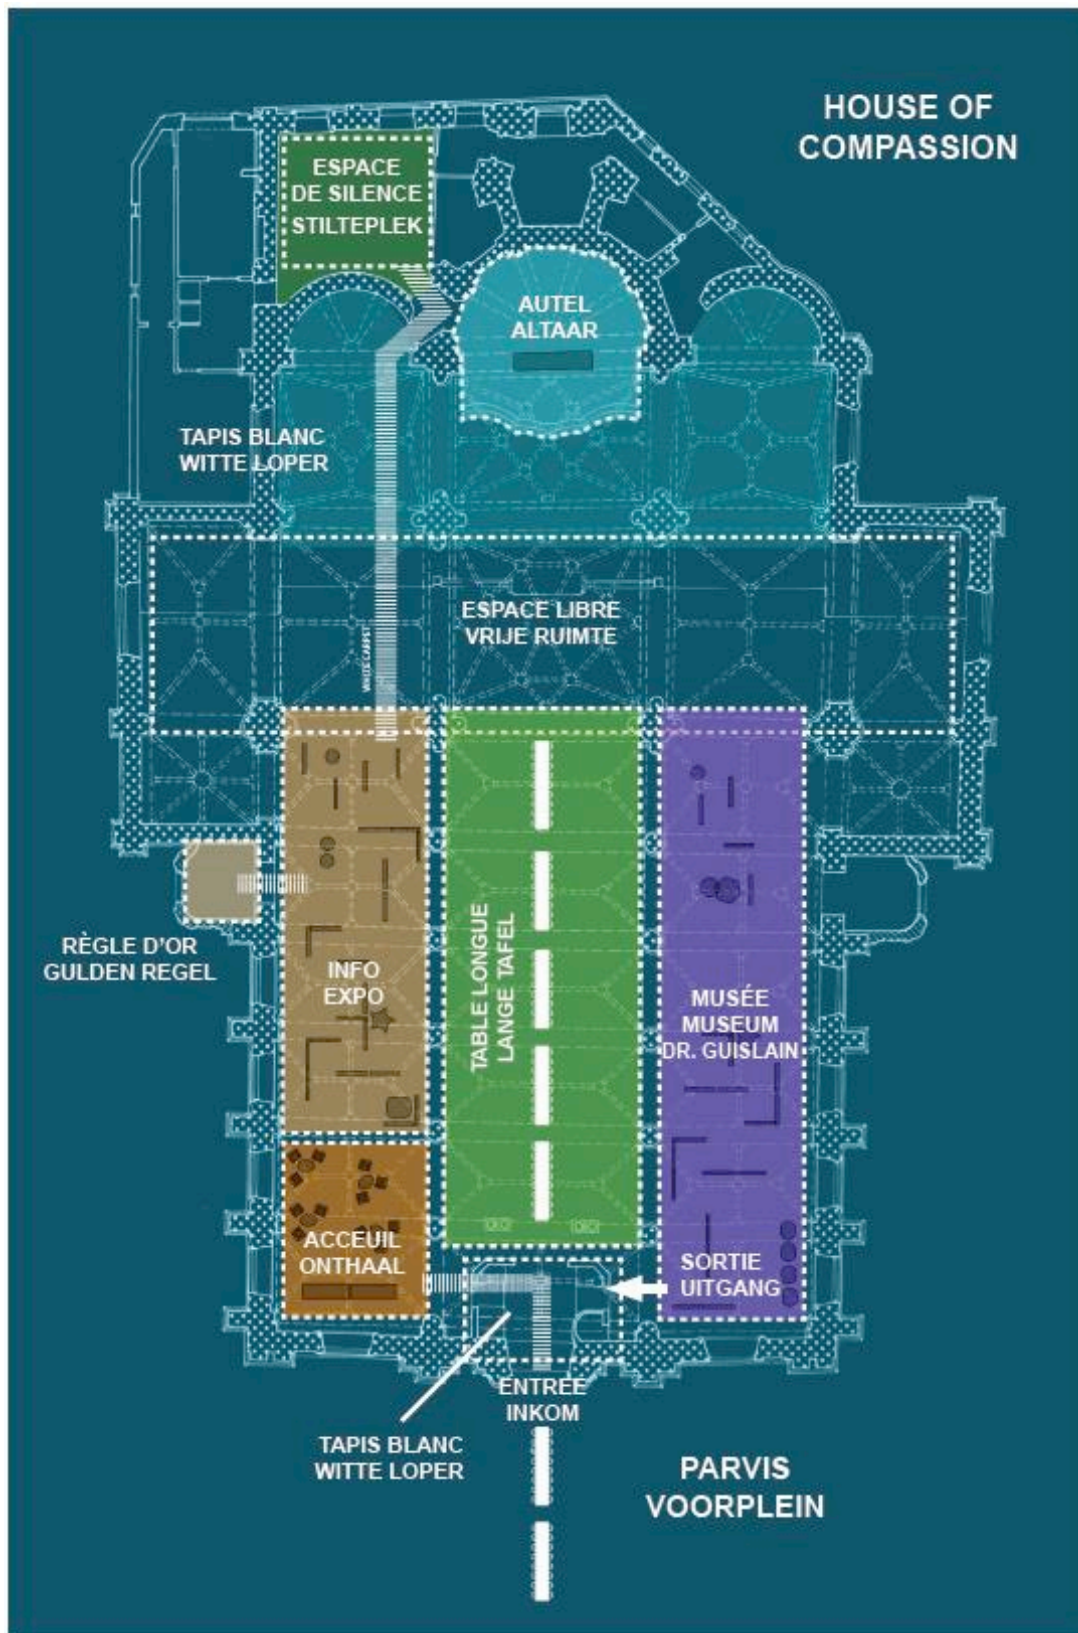 HOUSE OF
COMPASSION
ESPACE
DE SILENCE
STILTEPLEK
AUTEL
ALTAAR
TAPIS BLANC
WITTE LOPER
ESPACE LIBRE
VRIJE RUIMTE
WHITE CARPET
RÈGLE D'OR
GULDEN REGEL
INFO
EXPO
TABLE LONGUE
LANGE TAFEL
MUSÉE
MUSEUM
DR. GUISLAIN
ACCEUIL
ONTHAAL
SORTIE
UITGANG
ENTRÉE
INKOM
TAPIS BLANC
WITTE LOPER
PARVIS
VOORPLEIN